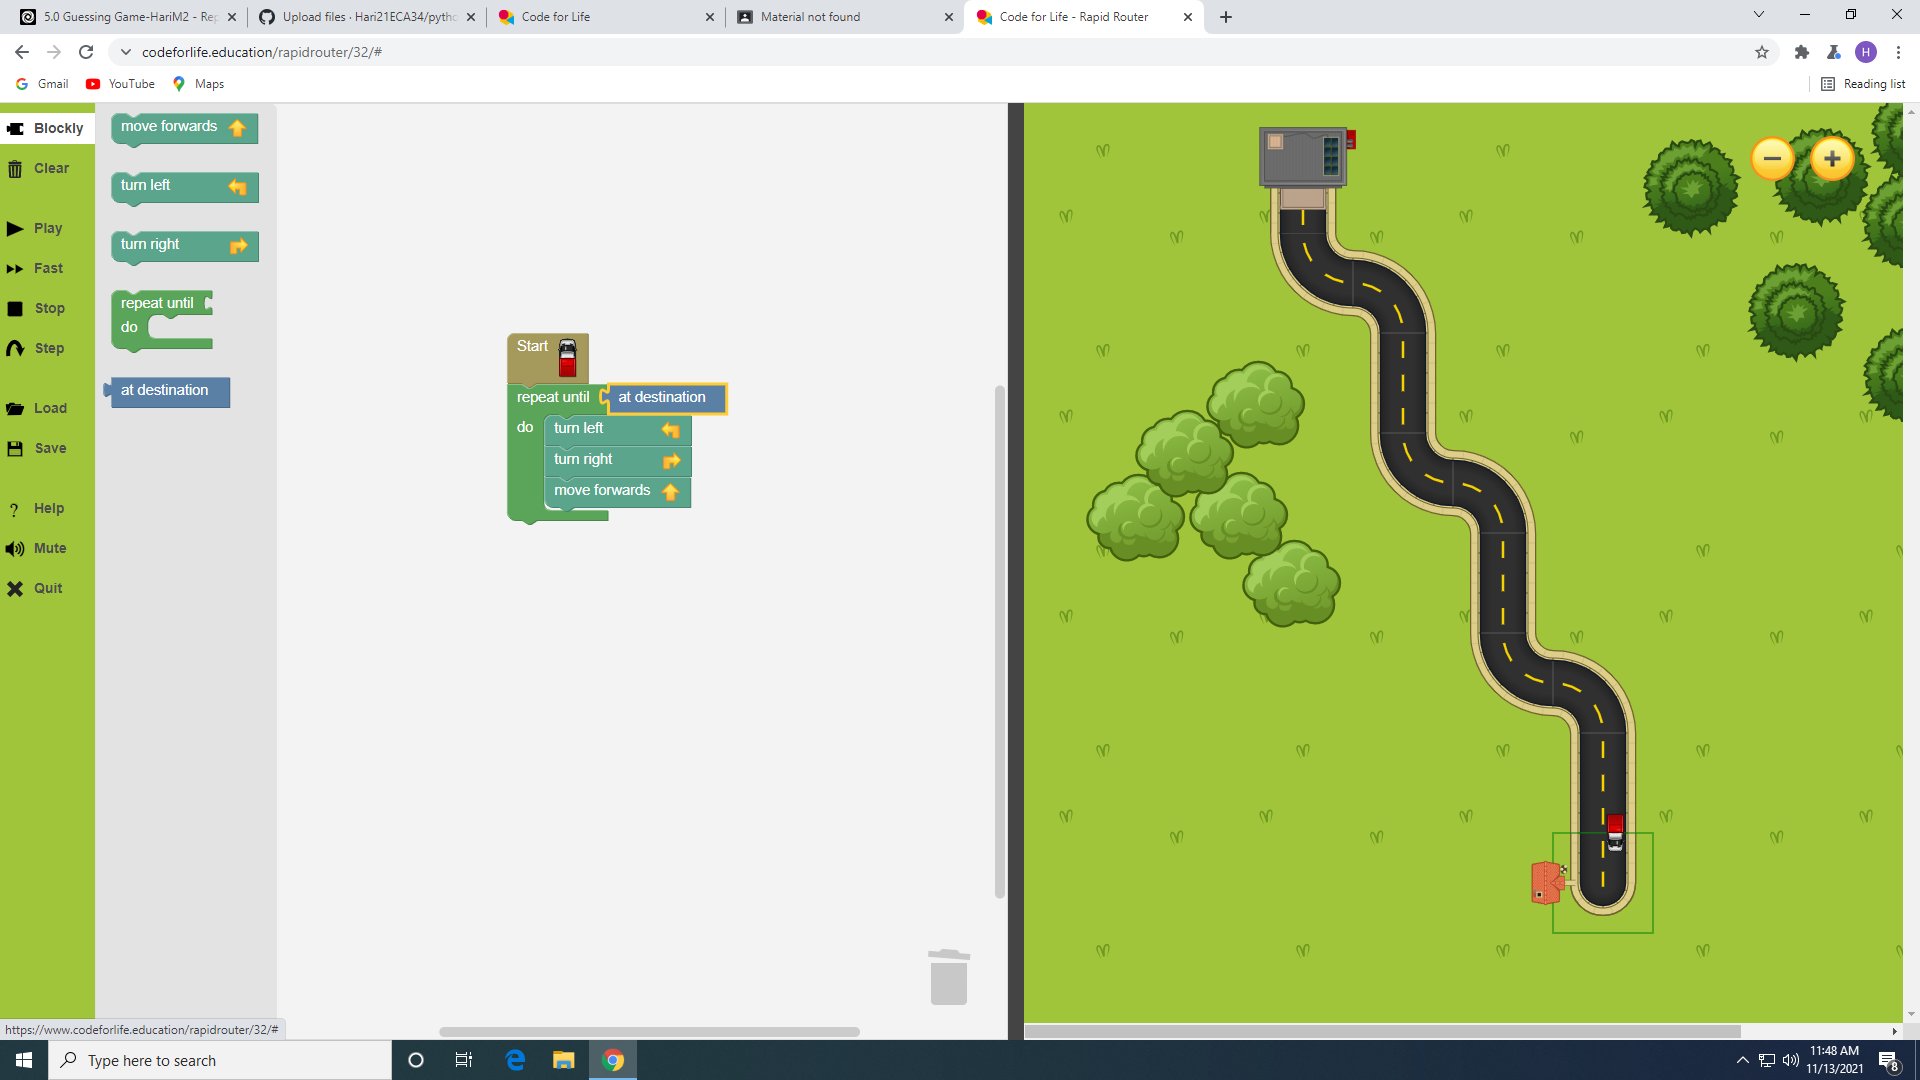 5.0 Guessing Game-HariM2 - Rep
Upload files · Hari21ECA34/pytho
Code for Life
Material not found
Code for Life - Rapid Router
codeforlife.education/rapidrouter/32/#
H
Gmail
YouTube
Maps
Reading list
Blockly
Clear
Play
Fast
Stop
Step
Load
Save
Help
Mute
Quit
move forwards
turn left
turn right
repeat until
do
at destination
Start
repeat until at destination
do turn left
turn right
move forwards
https://www.codeforlife.education/rapidrouter/32/#
Type here to search
11:48 AM
11/13/2021
8